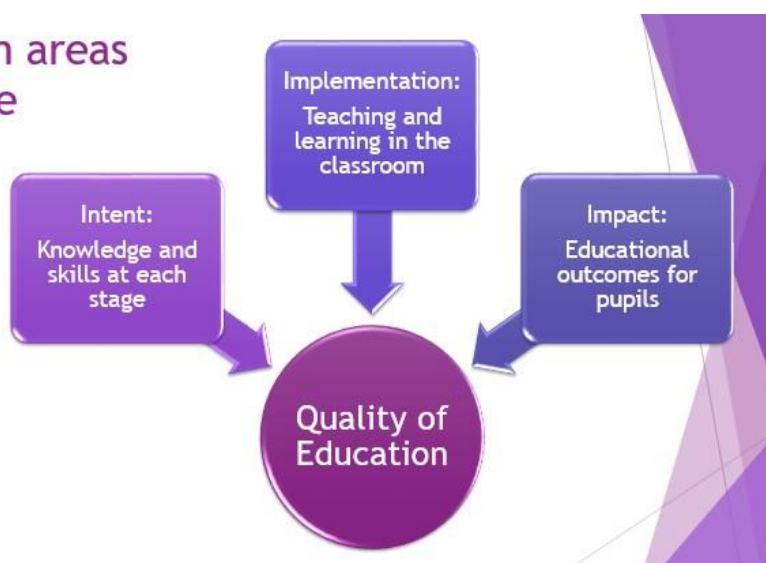 areas
Implementation:
Teaching and
learning in the
classroom
Intent:
Knowledge and
skills at each
stage
Impact:
Educational
outcomes for
pupils
Quality of
Education